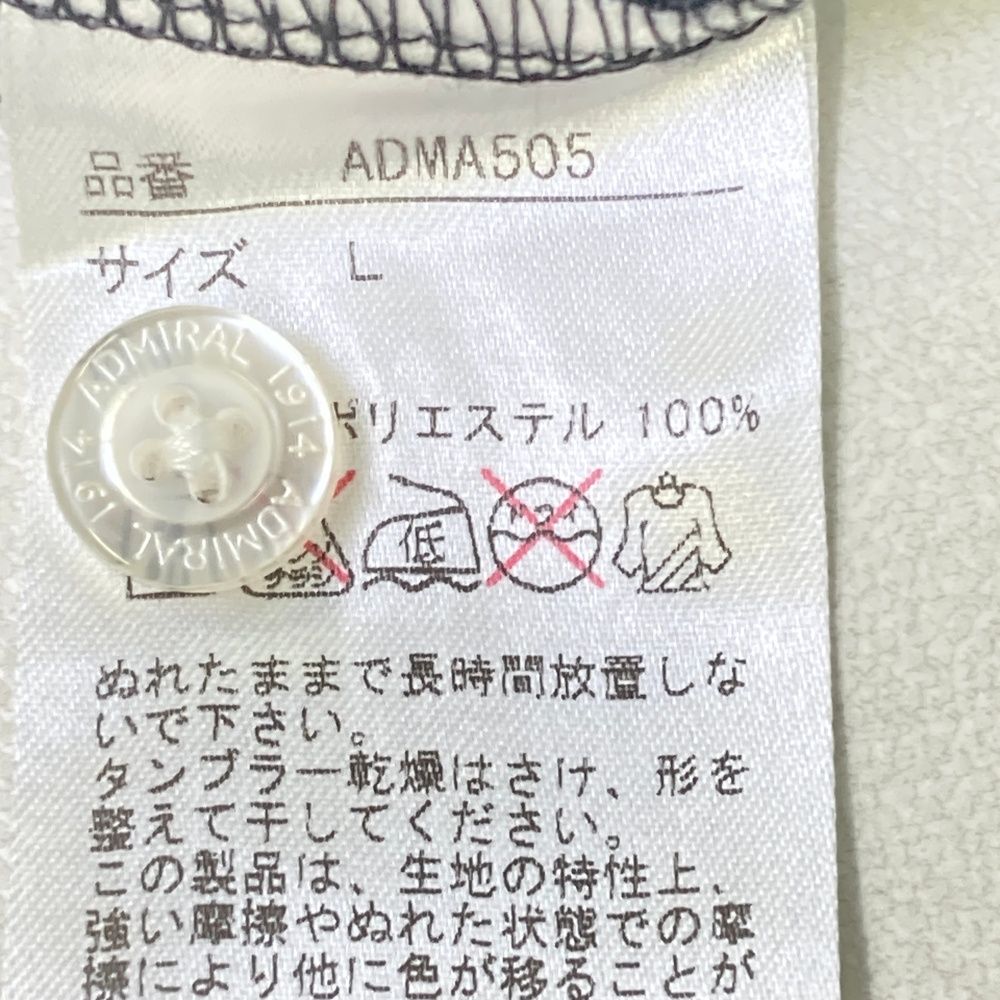 品番 ADMA505
サイズ L
ADMIRAL 1914 ADMIRAL 1914
ポリエステル 100%
低
ドライ
ぬれたままで長時間放置しな
いで下さい。
タンブラー乾燥はさけ、形を
整えて干してください。
この製品は、生地の特性上、
強い摩擦やぬれた状態での摩
擦により他に色が移ることが